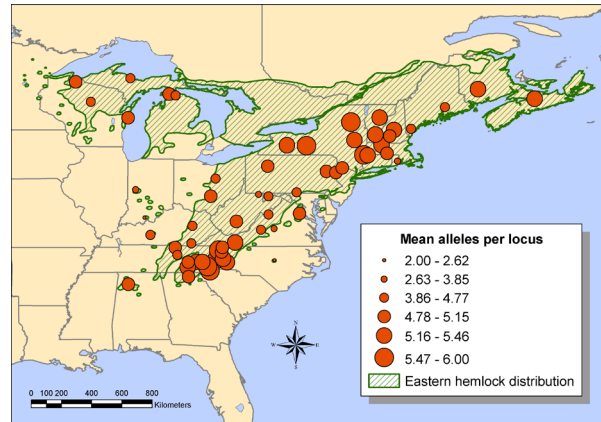 Mean alleles per locus
2.00 - 2.62
2.63 - 3.85
3.86 - 4.77
4.78 - 5.15
5.16 - 5.46
5.47 - 6.00
Eastern hemlock distribution
N
W E
S
0 100 200 400 600 800
Kilometers